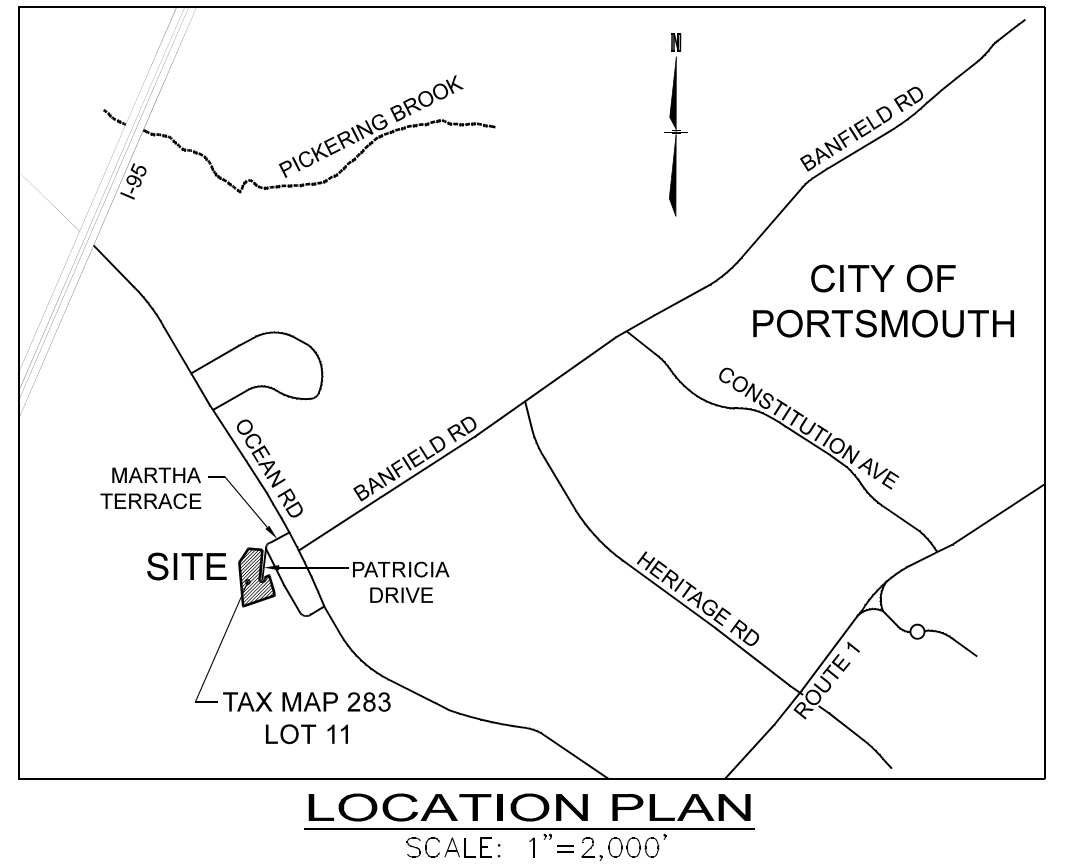 N
PICKERING BROOK
BANFIELD RD
I-95
CITY OF
PORTSMOUTH
CONSTITUTION AVE
OCEAN RD
BANFIELD RD
MARTHA
TERRACE
SITE
PATRICIA
DRIVE
HERITAGE RD
ROUTE 1
TAX MAP 283
LOT 11
LOCATION PLAN
SCALE: 1"=2,000'